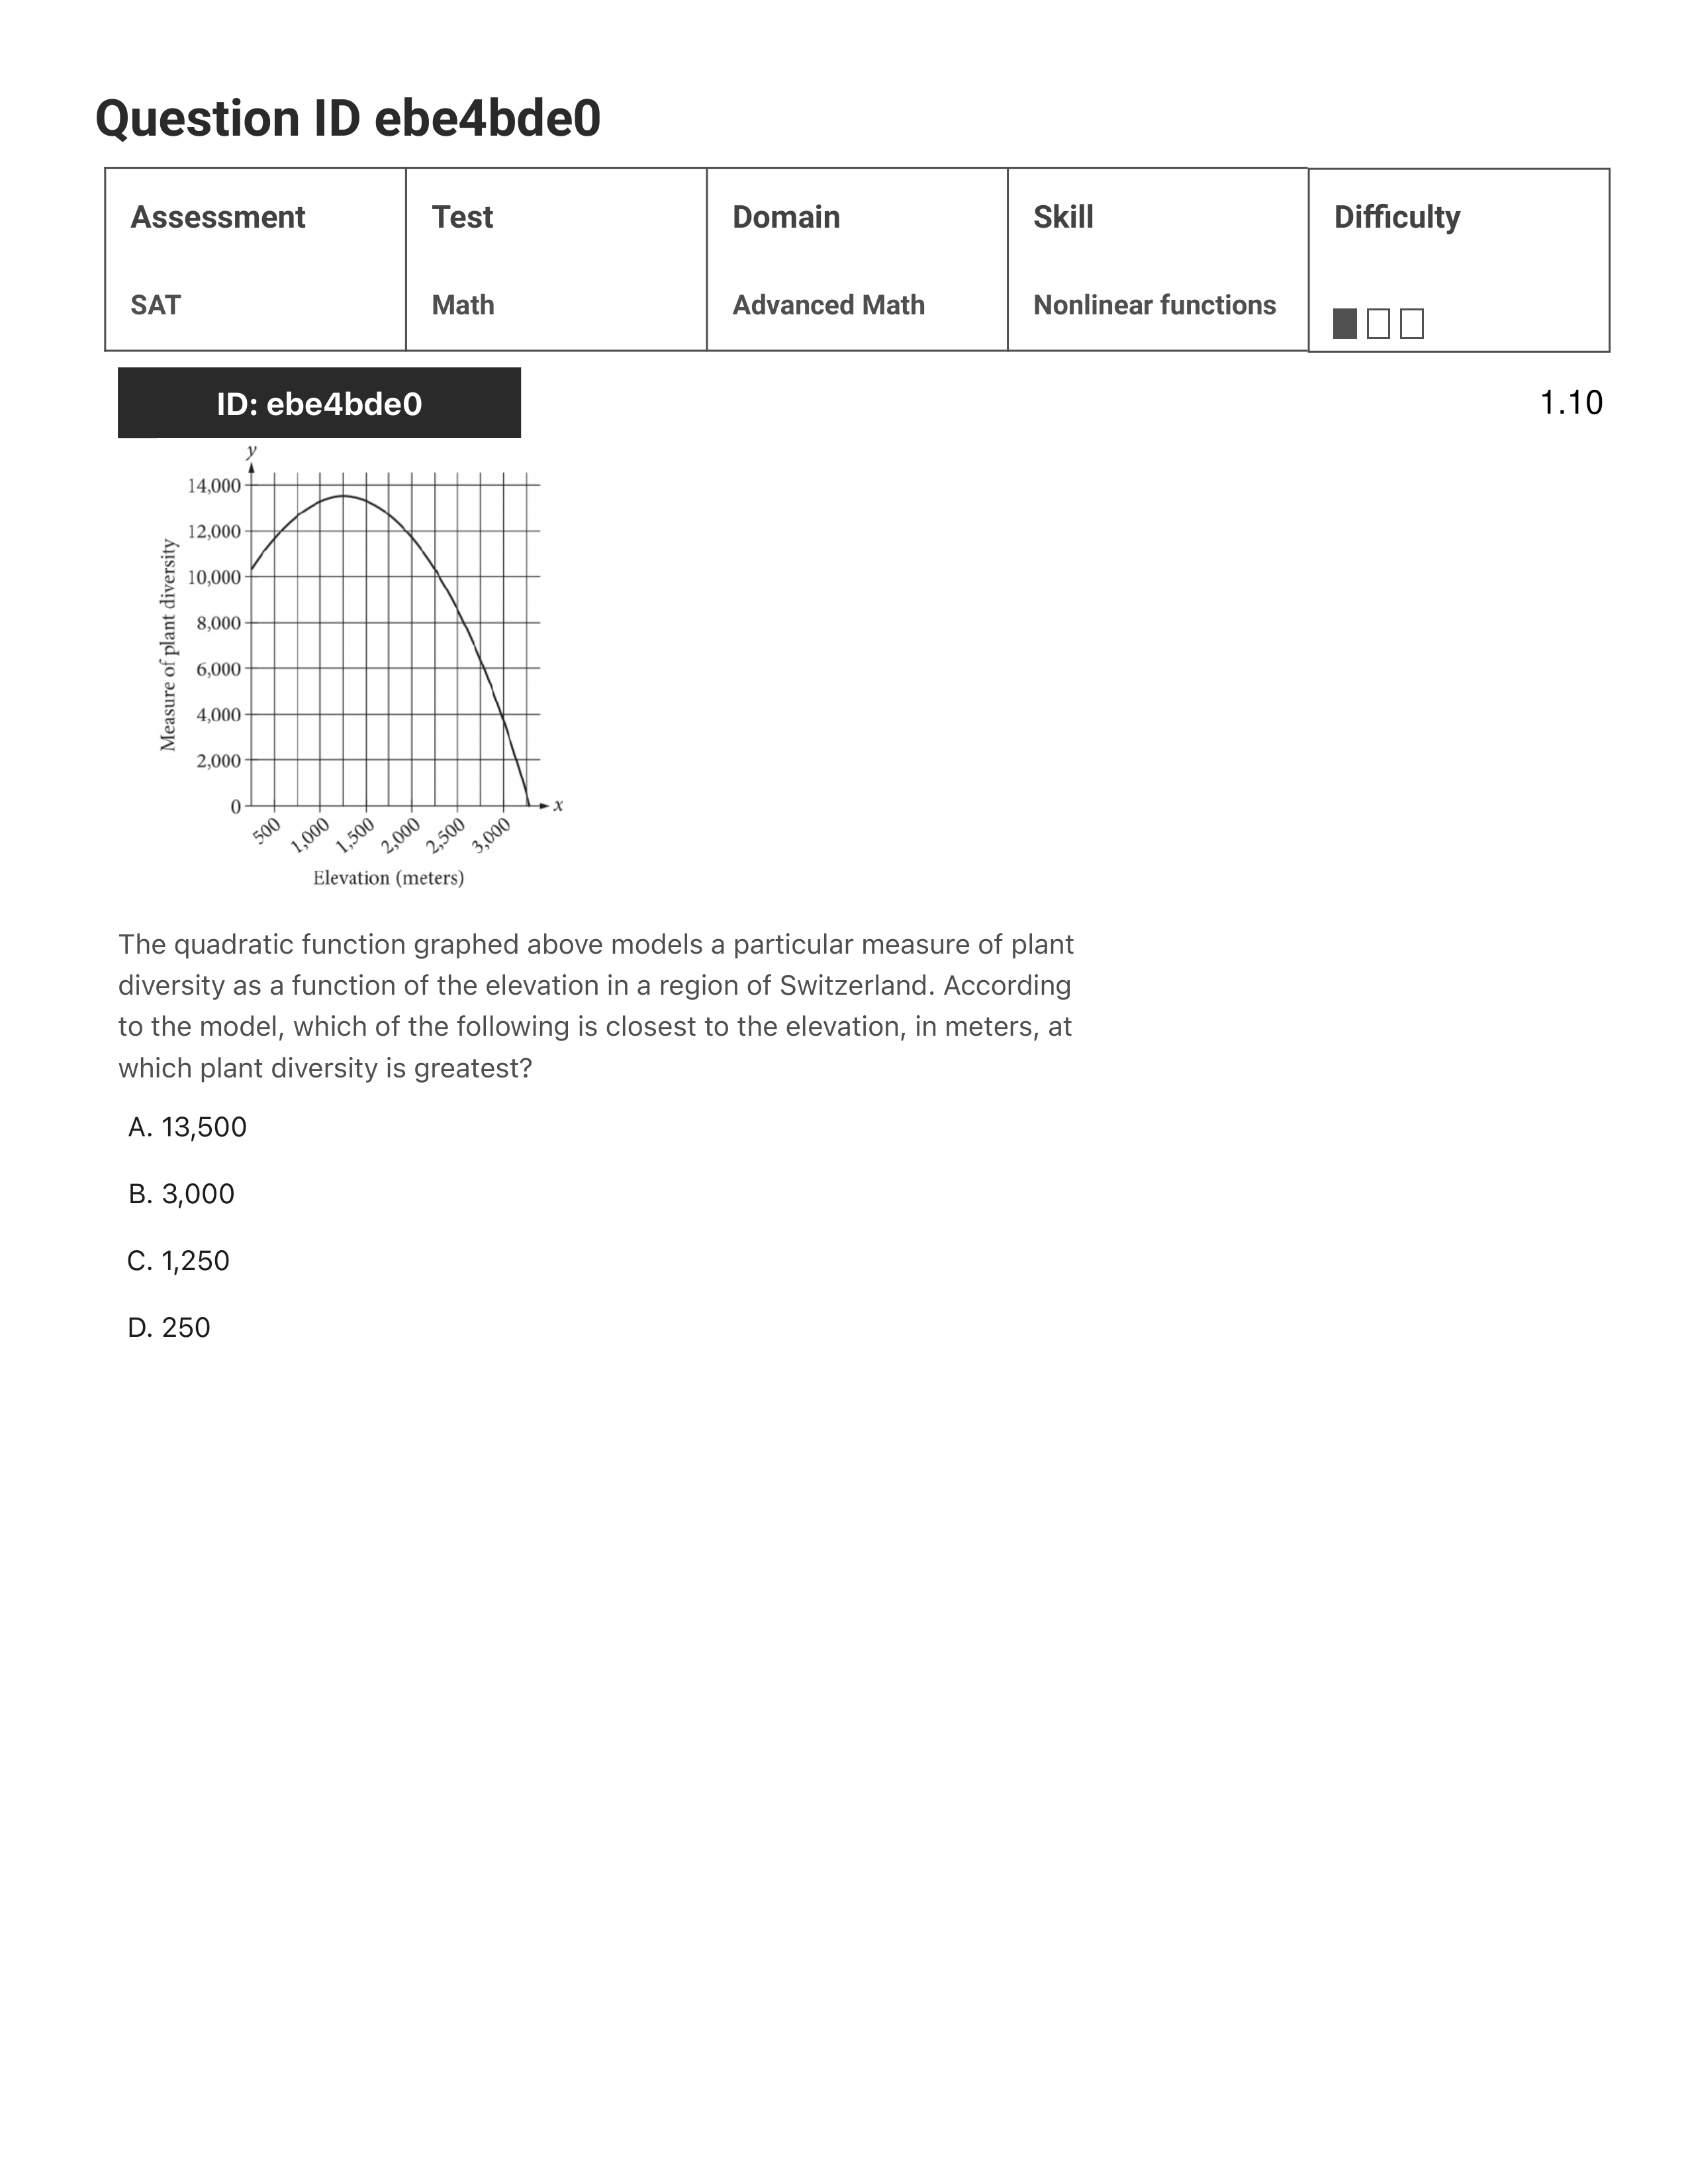 Question ID ebe4bde0
Assessment Test Domain Skill Difficulty
SAT Math Advanced Math Nonlinear functions
ID: ebe4bde0 1.10
y
14,000
12,000
10,000
8,000
6,000
4,000
2,000
0
Measure of plant diversity
x
500 1,000 1,500 2,000 2,500 3,000
Elevation (meters)
The quadratic function graphed above models a particular measure of plant
diversity as a function of the elevation in a region of Switzerland. According
to the model, which of the following is closest to the elevation, in meters, at
which plant diversity is greatest?
A. 13,500
B. 3,000
C. 1,250
D. 250